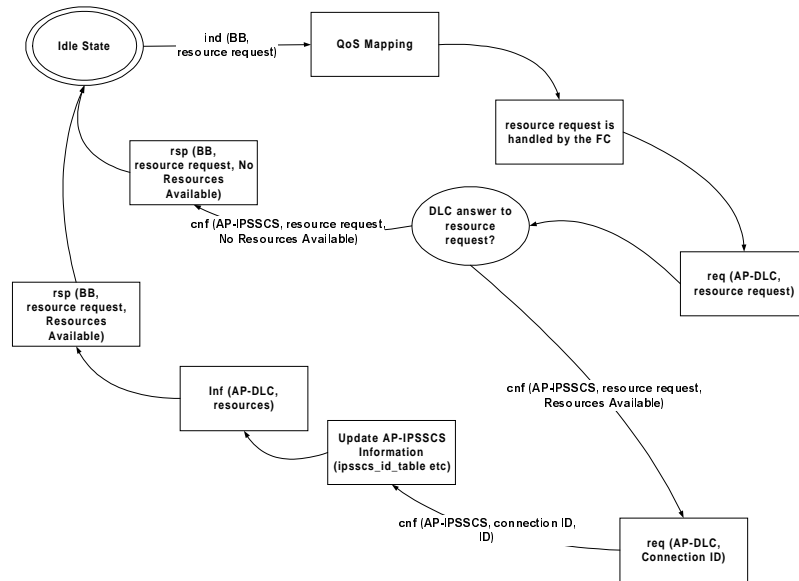 Idle State
ind (BB,
resource request)
QoS Mapping
resource request is
handled by the FC
rsp (BB,
resource request, No
Resources
Available)
cnf (AP-IPSSCS, resource request,
No Resources Available)
DLC answer to
resource
request?
req (AP-DLC,
resource request)
rsp (BB,
resource request,
Resources
Available)
Inf (AP-DLC,
resources)
cnf (AP-IPSSCS, resource request,
Resources Available)
Update AP-IPSSCS
Information
(ipsscs_id_table etc)
cnf (AP-IPSSCS, connection ID,
ID)
req (AP-DLC,
Connection ID)